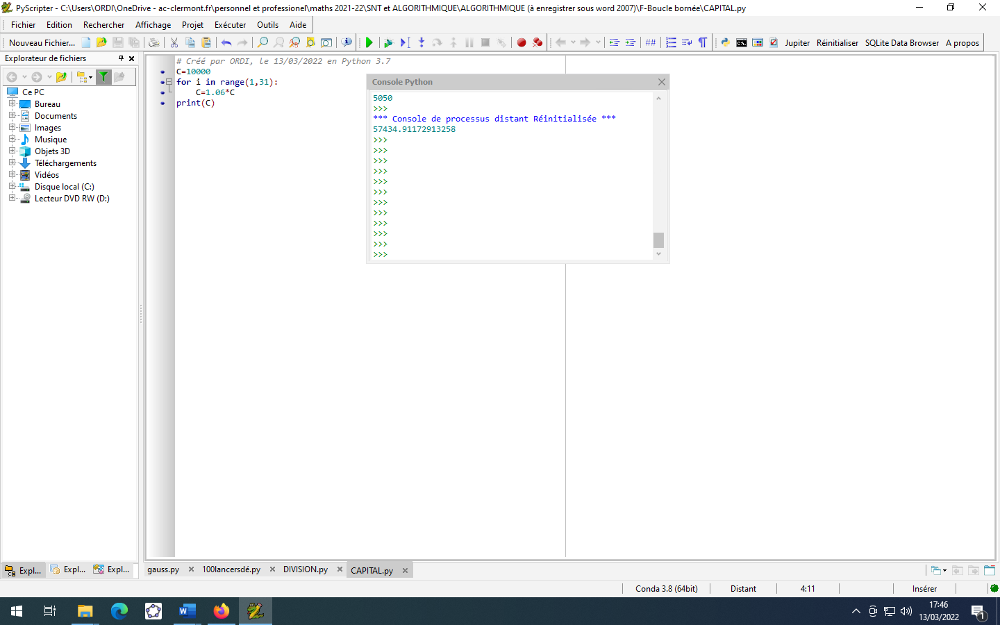 PyScripter - C:\Users\ORDI\OneDrive - ac-clermont.fr\personnel et professionel\maths 2021-22\SNT et ALGORITHMIQUE\ALGORITHMIQUE (à enregistrer sous word 2007)\F-Boucle bornée\CAPITAL.py
Fichier Edition Rechercher Affichage Projet Exécuter Outils Aide
Nouveau Fichier... ## Jupiter Réinitialiser SQLite Data Browser A propos
Explorateur de fichiers
Ce PC
Bureau
Documents
Images
Musique
Objets 3D
Téléchargements
Vidéos
Disque local (C:)
Lecteur DVD RW (D:)
# Créé par ORDI, le 13/03/2022 en Python 3.7
C=10000
for i in range(1,31):
    C=1.06*C
print(C)
Console Python
5050
>>>
*** Console de processus distant Réinitialisée ***
57434.91172913258
>>>
>>>
>>>
>>>
>>>
>>>
>>>
>>>
>>>
>>>
>>>
>>>
Expl... Expl... Expl...
gauss.py 100lancersdé.py DIVISION.py CAPITAL.py
Conda 3.8 (64bit) Distant 4:11 Insérer
17:46
13/03/2022
1